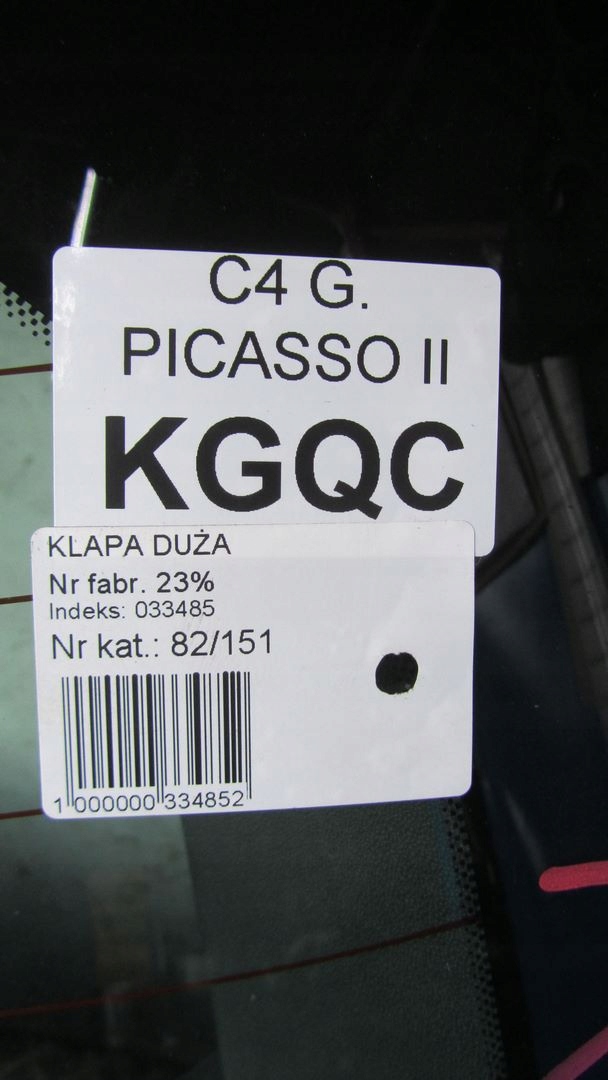 C4 G.
PICASSO II
KGQC
KLAPA DUŻA
Nr fabr. 23%
Indeks: 033485
Nr kat.: 82/151
1 000000 334852